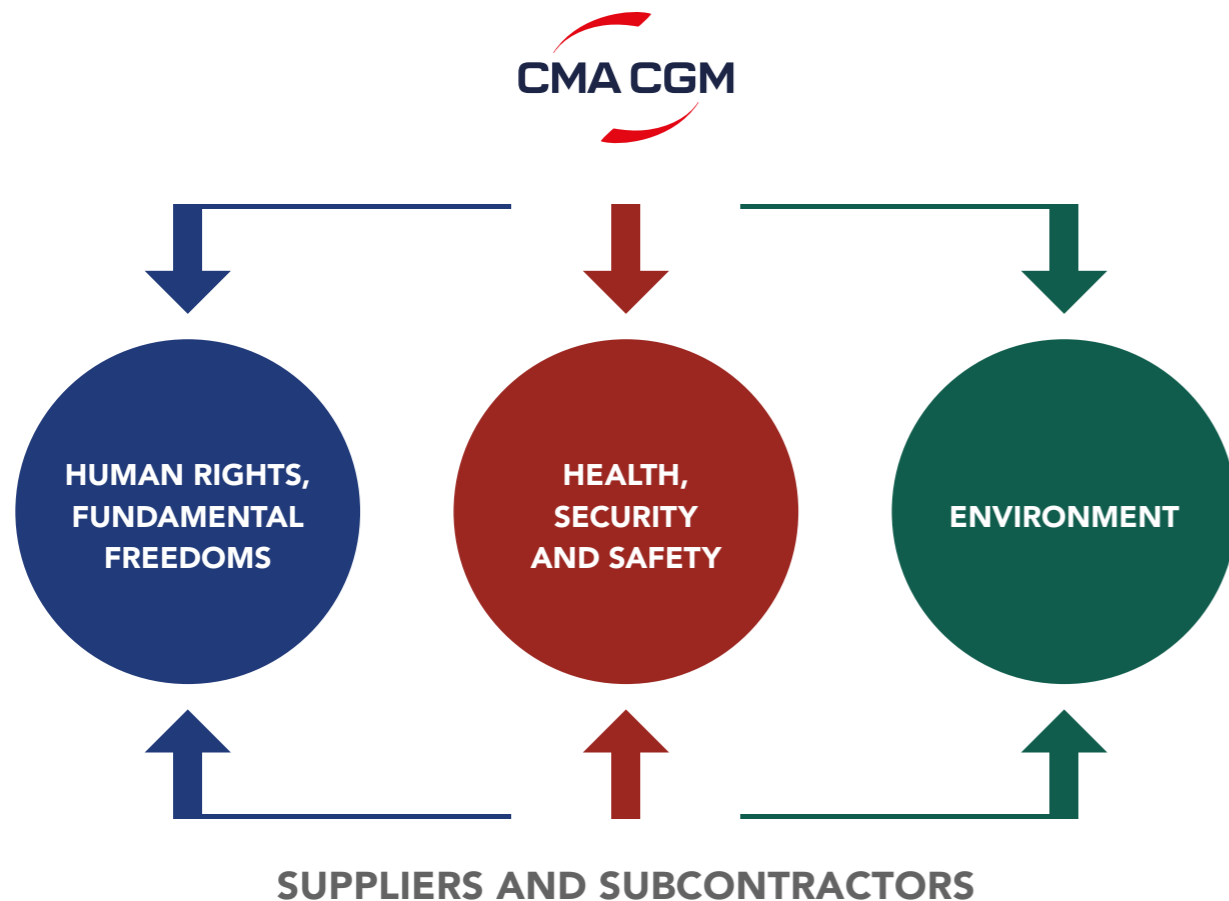 CMA CGM
HUMAN RIGHTS,
FUNDAMENTAL
FREEDOMS
HEALTH,
SECURITY
AND SAFETY
ENVIRONMENT
SUPPLIERS AND SUBCONTRACTORS